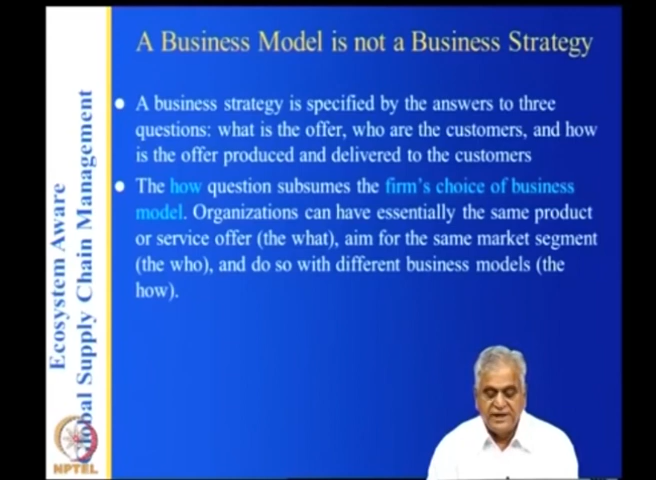 A Business Model is not a Business Strategy
A business strategy is specified by the answers to three
questions: what is the offer, who are the customers, and how
is the offer produced and delivered to the customers
The how question subsumes the firm's choice of business
model. Organizations can have essentially the same product
or service offer (the what), aim for the same market segment
(the who), and do so with different business models (the
how).
Ecosystem Aware
Global Supply Chain Management
NPTEL